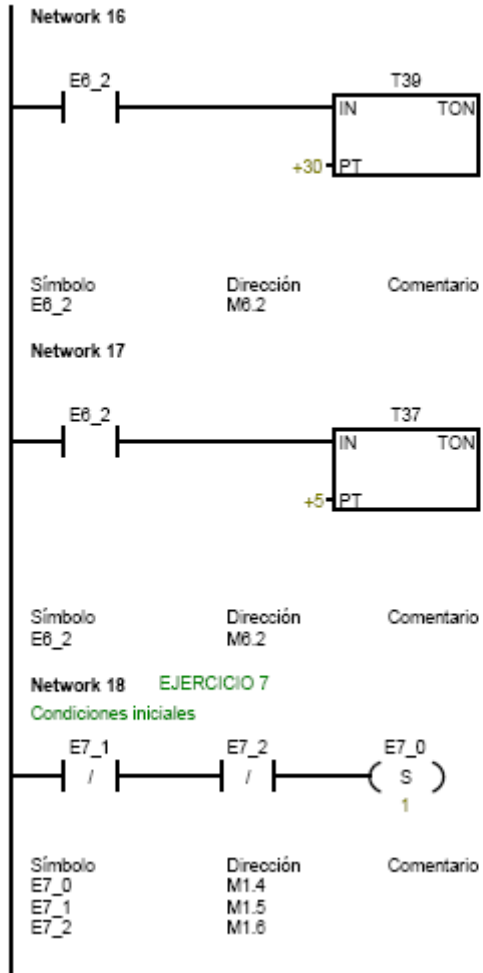 Network 16
E6_2 T39
IN TON
+30 PT
Símbolo Dirección Comentario
E6_2 M6.2
Network 17
E6_2 T37
IN TON
+5 PT
Símbolo Dirección Comentario
E6_2 M6.2
Network 18 EJERCICIO 7
Condiciones iniciales
E7_1 E7_2 E7_0
/ / S
1
Símbolo Dirección Comentario
E7_0 M1.4
E7_1 M1.5
E7_2 M1.6